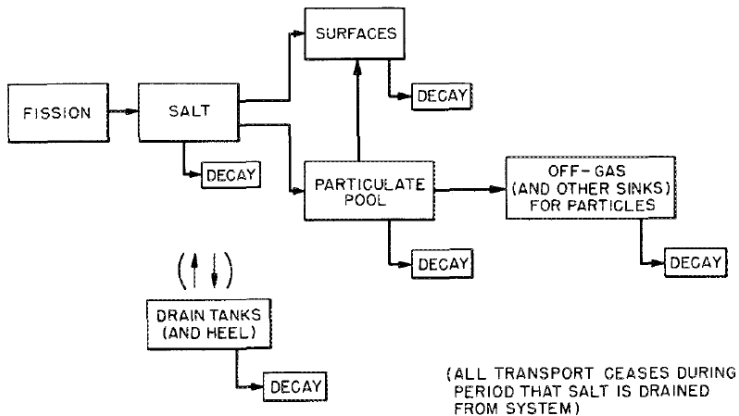 SURFACES
FISSION
SALT
DECAY
DECAY
PARTICULATE
POOL
OFF-GAS
(AND OTHER SINKS)
FOR PARTICLES
DECAY
DECAY
DRAIN TANKS
(AND HEEL)
DECAY
(ALL TRANSPORT CEASES DURING
PERIOD THAT SALT IS DRAINED
FROM SYSTEM)